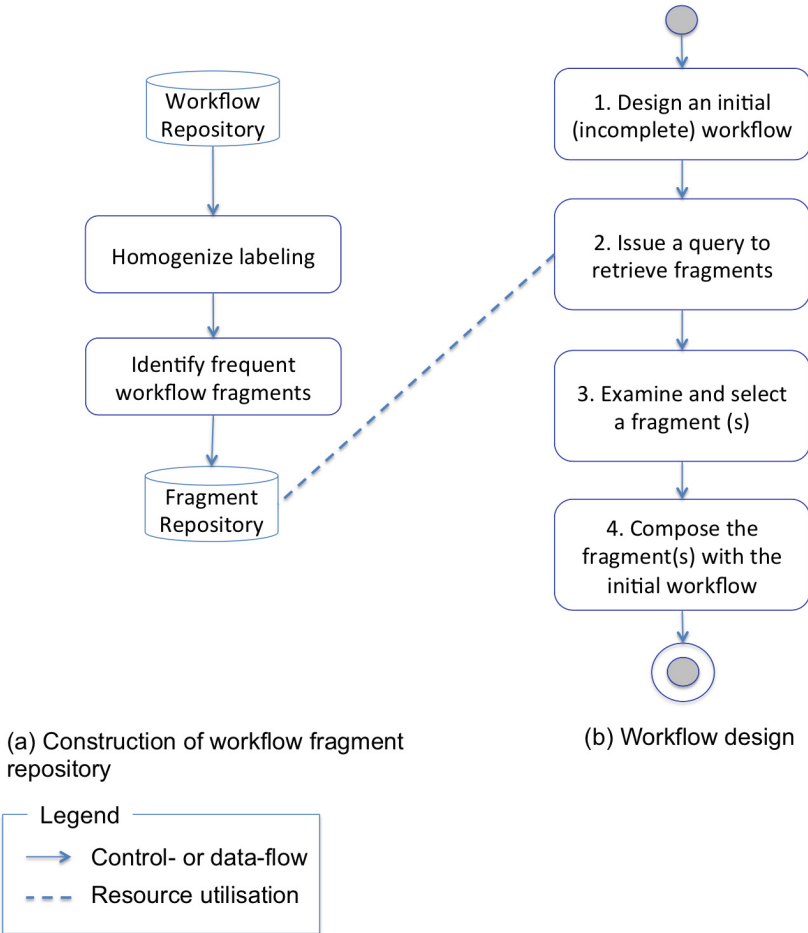 Workflow
Repository
Homogenize labeling
Identify frequent
workflow fragments
Fragment
Repository
(a) Construction of workflow fragment
repository
1. Design an initial
(incomplete) workflow
2. Issue a query to
retrieve fragments
3. Examine and select
a fragment (s)
4. Compose the
fragment(s) with the
initial workflow
(b) Workflow design
Legend
Control- or data-flow
Resource utilisation